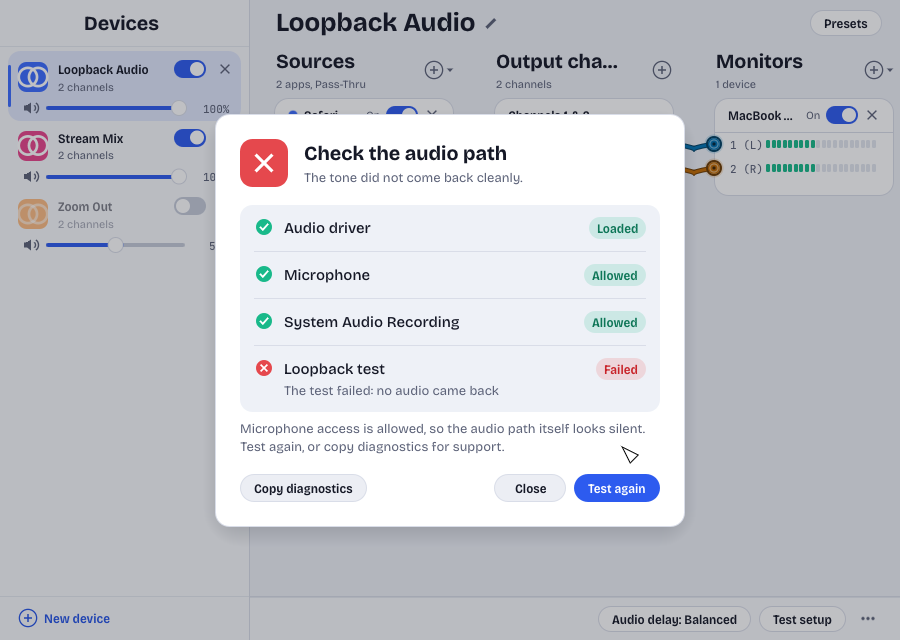 Devices
Loopback Audio
Presets
Loopback Audio
2 channels
100%
Stream Mix
2 channels
Zoom Out
2 channels
New device
Sources
2 apps, Pass-Thru
Output cha...
2 channels
Monitors
1 device
MacBook ...
On
1 (L)
2 (R)
Check the audio path
The tone did not come back cleanly.
Audio driver
Loaded
Microphone
Allowed
System Audio Recording
Allowed
Loopback test
Failed
The test failed: no audio came back
Microphone access is allowed, so the audio path itself looks silent.
Test again, or copy diagnostics for support.
Copy diagnostics
Close
Test again
Audio delay: Balanced
Test setup